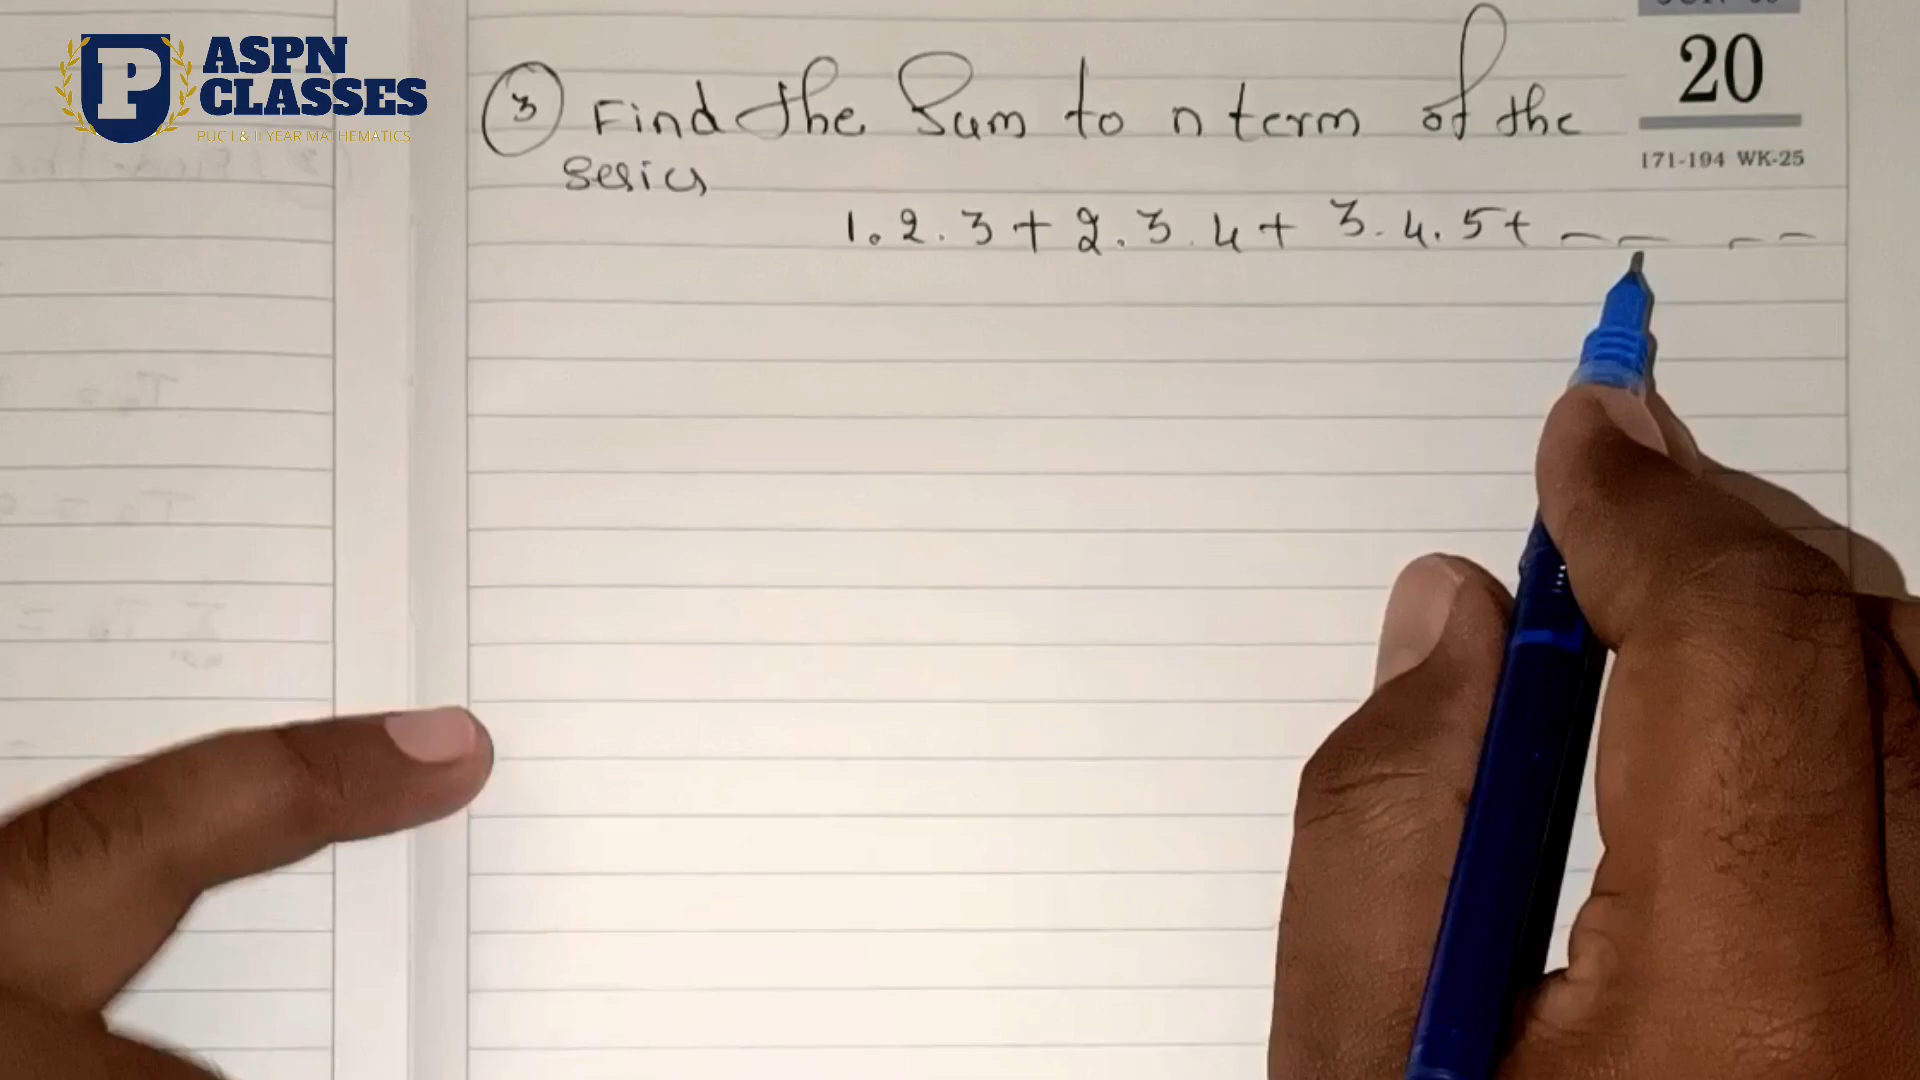 ASPN
CLASSES
PUC I & II YEAR MATHEMATICS
P
20
171-194 WK-25
③ Find the Sum to n term of the
series
1.2.3 + 2.3.4 + 3.4.5 + _ _ _ _